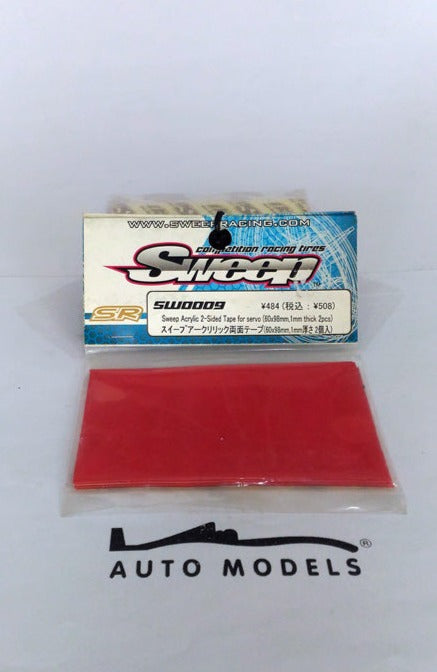 WWW.SWEEPRACING.COM
competition racing tires
Sweep
SR
SW0009 ¥484(税込 : ¥508)
Sweep Acrylic 2-Sided Tape for servo (60x98mm,1mm thick 2pcs)
スイープアークリリック両面テープ(60x98mm,1mm厚さ2個入)
®
AUTO MODELS